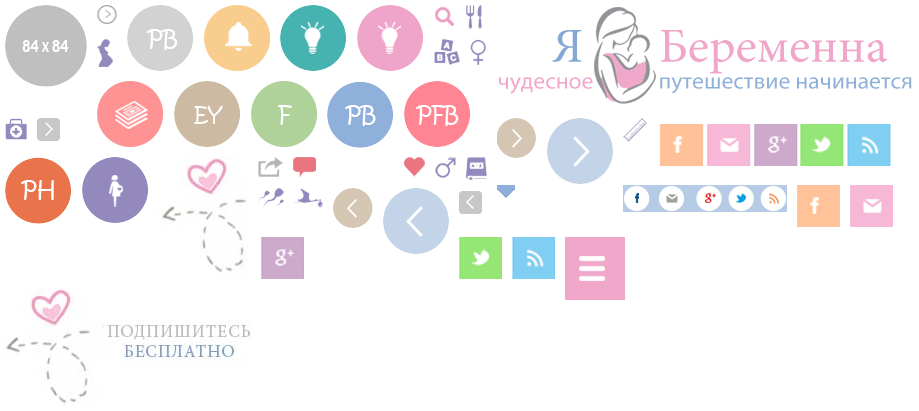 84 x 84
PB
Я Беременна
чудесное путешествие начинается
A
B C
EY
F
PB
PFB
PH
f
g+
f
g+
f
g+
ПОДПИШИТЕСЬ
БЕСПЛАТНО